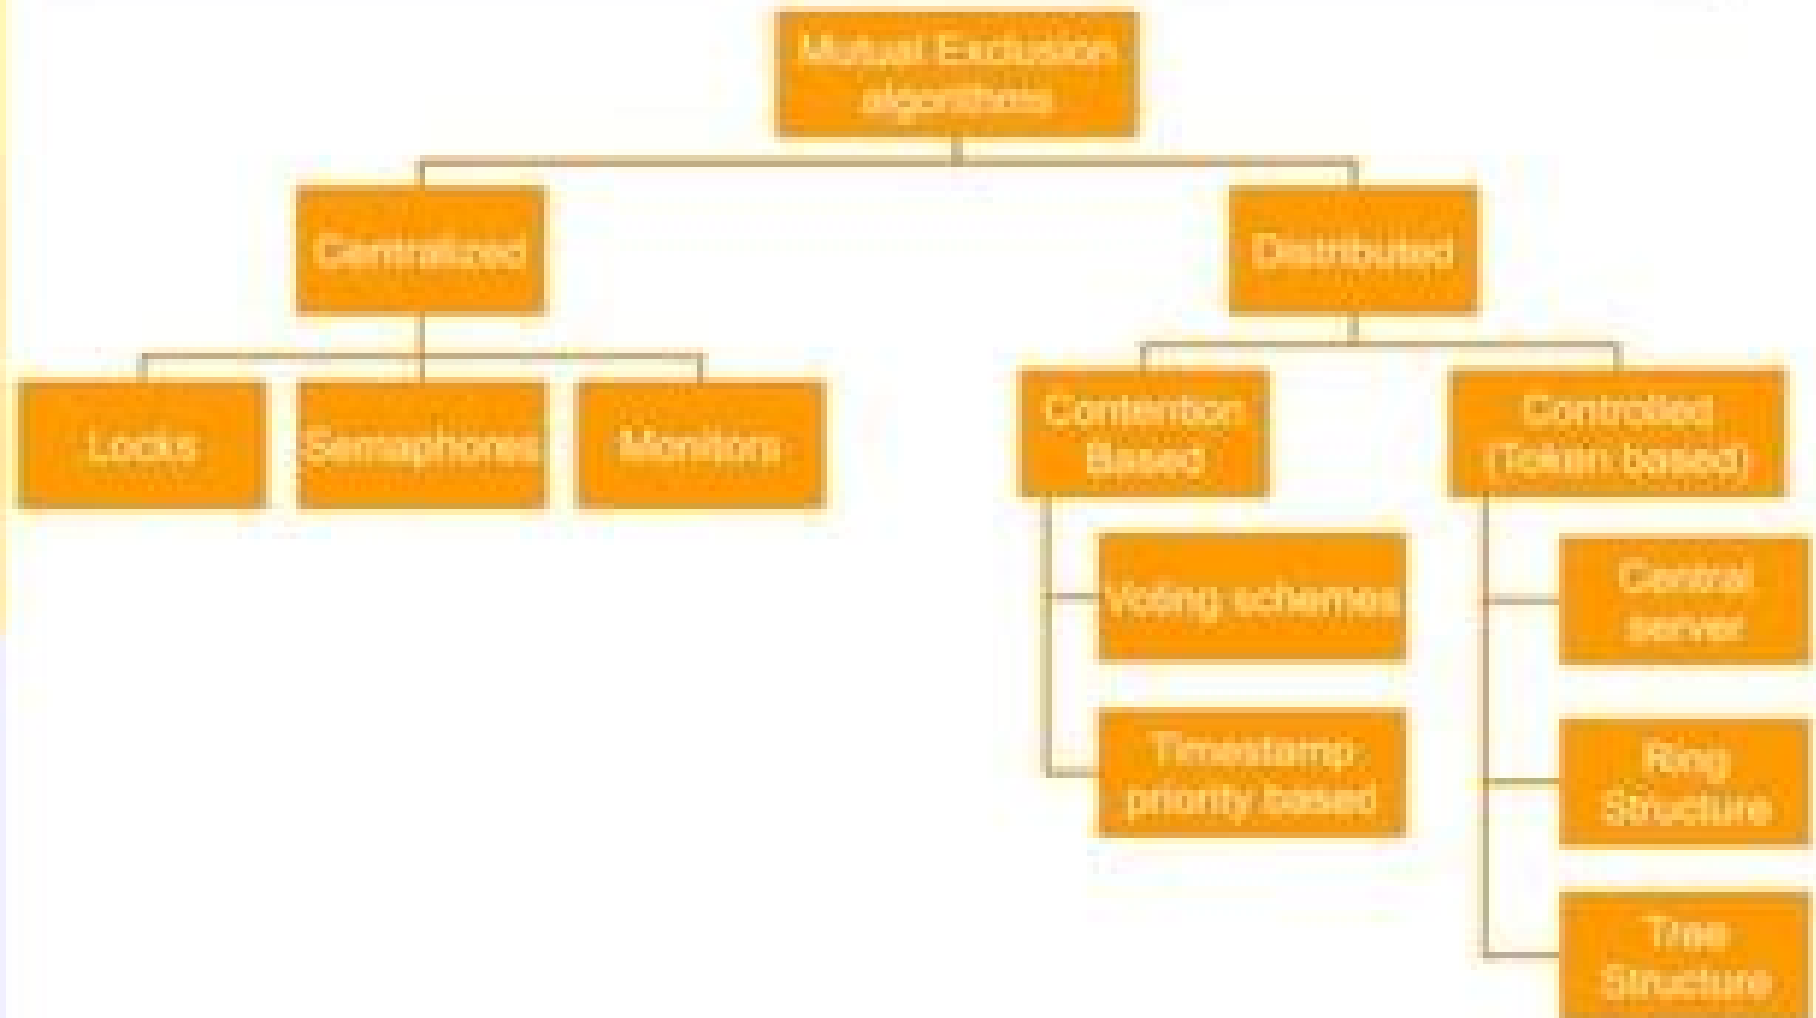 Mutual Exclusion
algorithms
Centralized
Distributed
Locks
Semaphores
Monitors
Contention
Based
Controlled
(Token based)
Voting schemes
Central
server
Timestamp
priority based
Ring
Structure
Tree
Structure